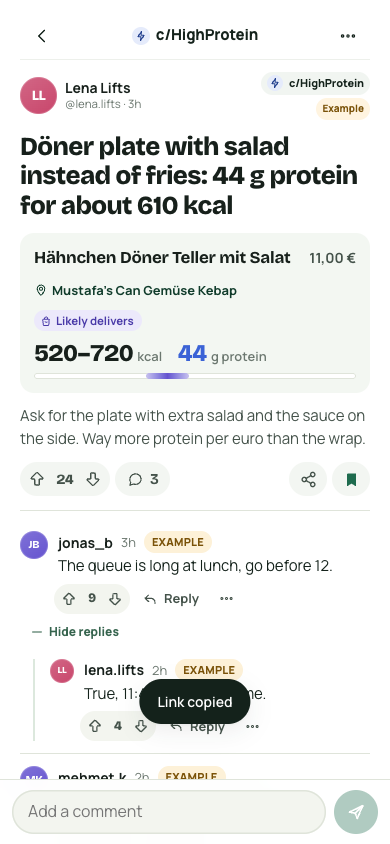 c/HighProtein
LL
Lena Lifts
@lena.lifts · 3h
c/HighProtein
Example
Döner plate with salad
instead of fries: 44 g protein
for about 610 kcal
Hähnchen Döner Teller mit Salat 11,00 €
Mustafa's Can Gemüse Kebap
Likely delivers
520–720 kcal 44 g protein
Ask for the plate with extra salad and the sauce on
the side. Way more protein per euro than the wrap.
24 3
JB
jonas_b 3h EXAMPLE
The queue is long at lunch, go before 12.
9 Reply
Hide replies
LL
lena.lifts 2h EXAMPLE
True, me.
Link copied
4 Reply
mehmet.k 2h EXAMPLE
Add a comment